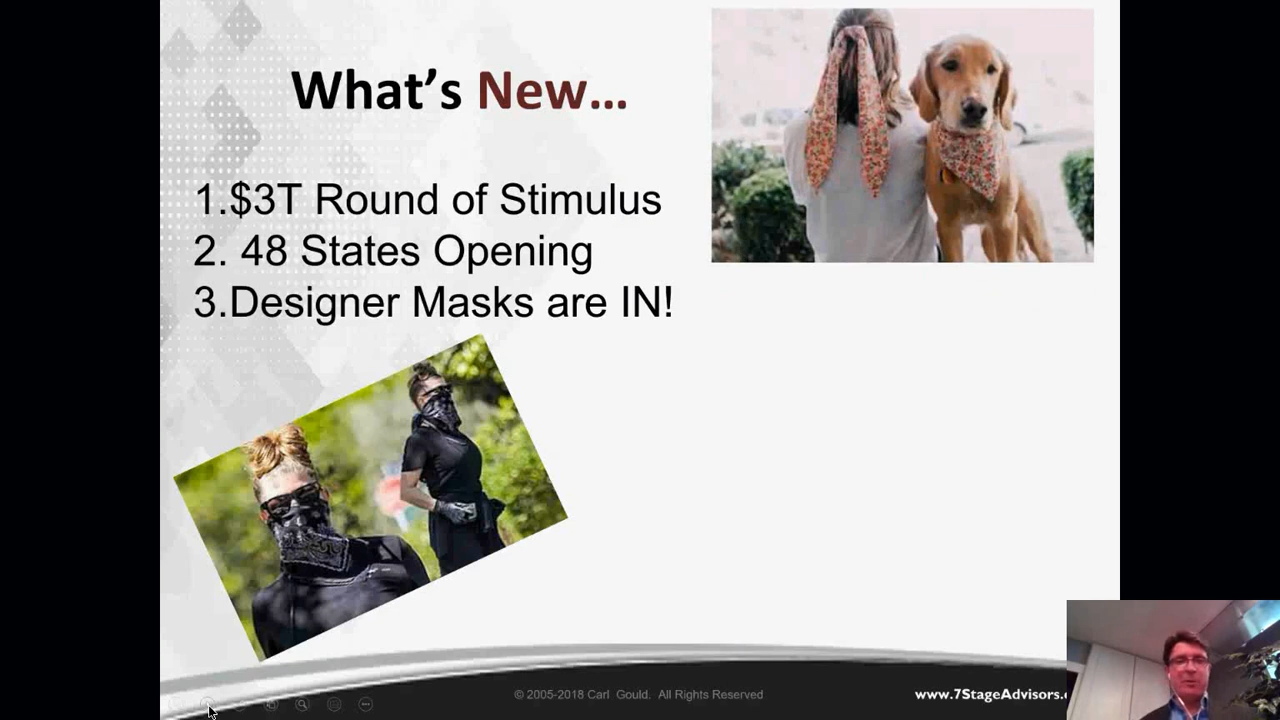 What's New...
1.$3T Round of Stimulus
2. 48 States Opening
3.Designer Masks are IN!
© 2005-2018 Carl Gould. All Rights Reserved
www.7StageAdvisors.c